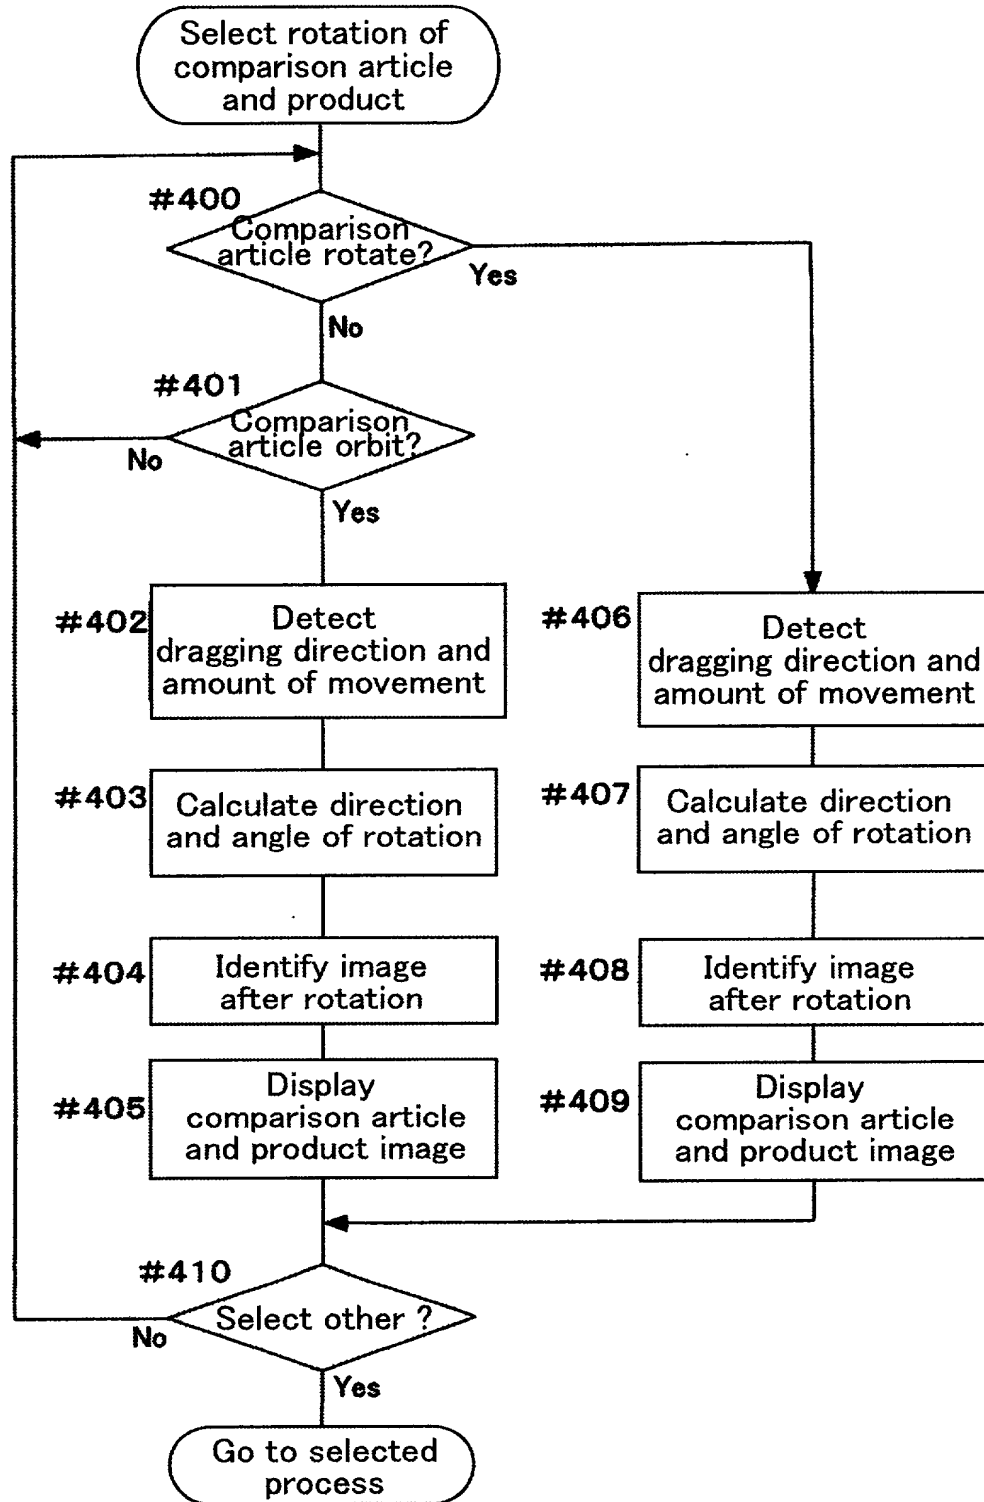 Select rotation of
comparison article
and product
#400
Comparison
article rotate?
Yes
No
#401
Comparison
article orbit?
No
Yes
#402
Detect
dragging direction and
amount of movement
#406
Detect
dragging direction and
amount of movement
#403
Calculate direction
and angle of rotation
#407
Calculate direction
and angle of rotation
#404
Identify image
after rotation
#408
Identify image
after rotation
#405
Display
comparison article
and product image
#409
Display
comparison article
and product image
#410
Select other ?
No
Yes
Go to selected
process